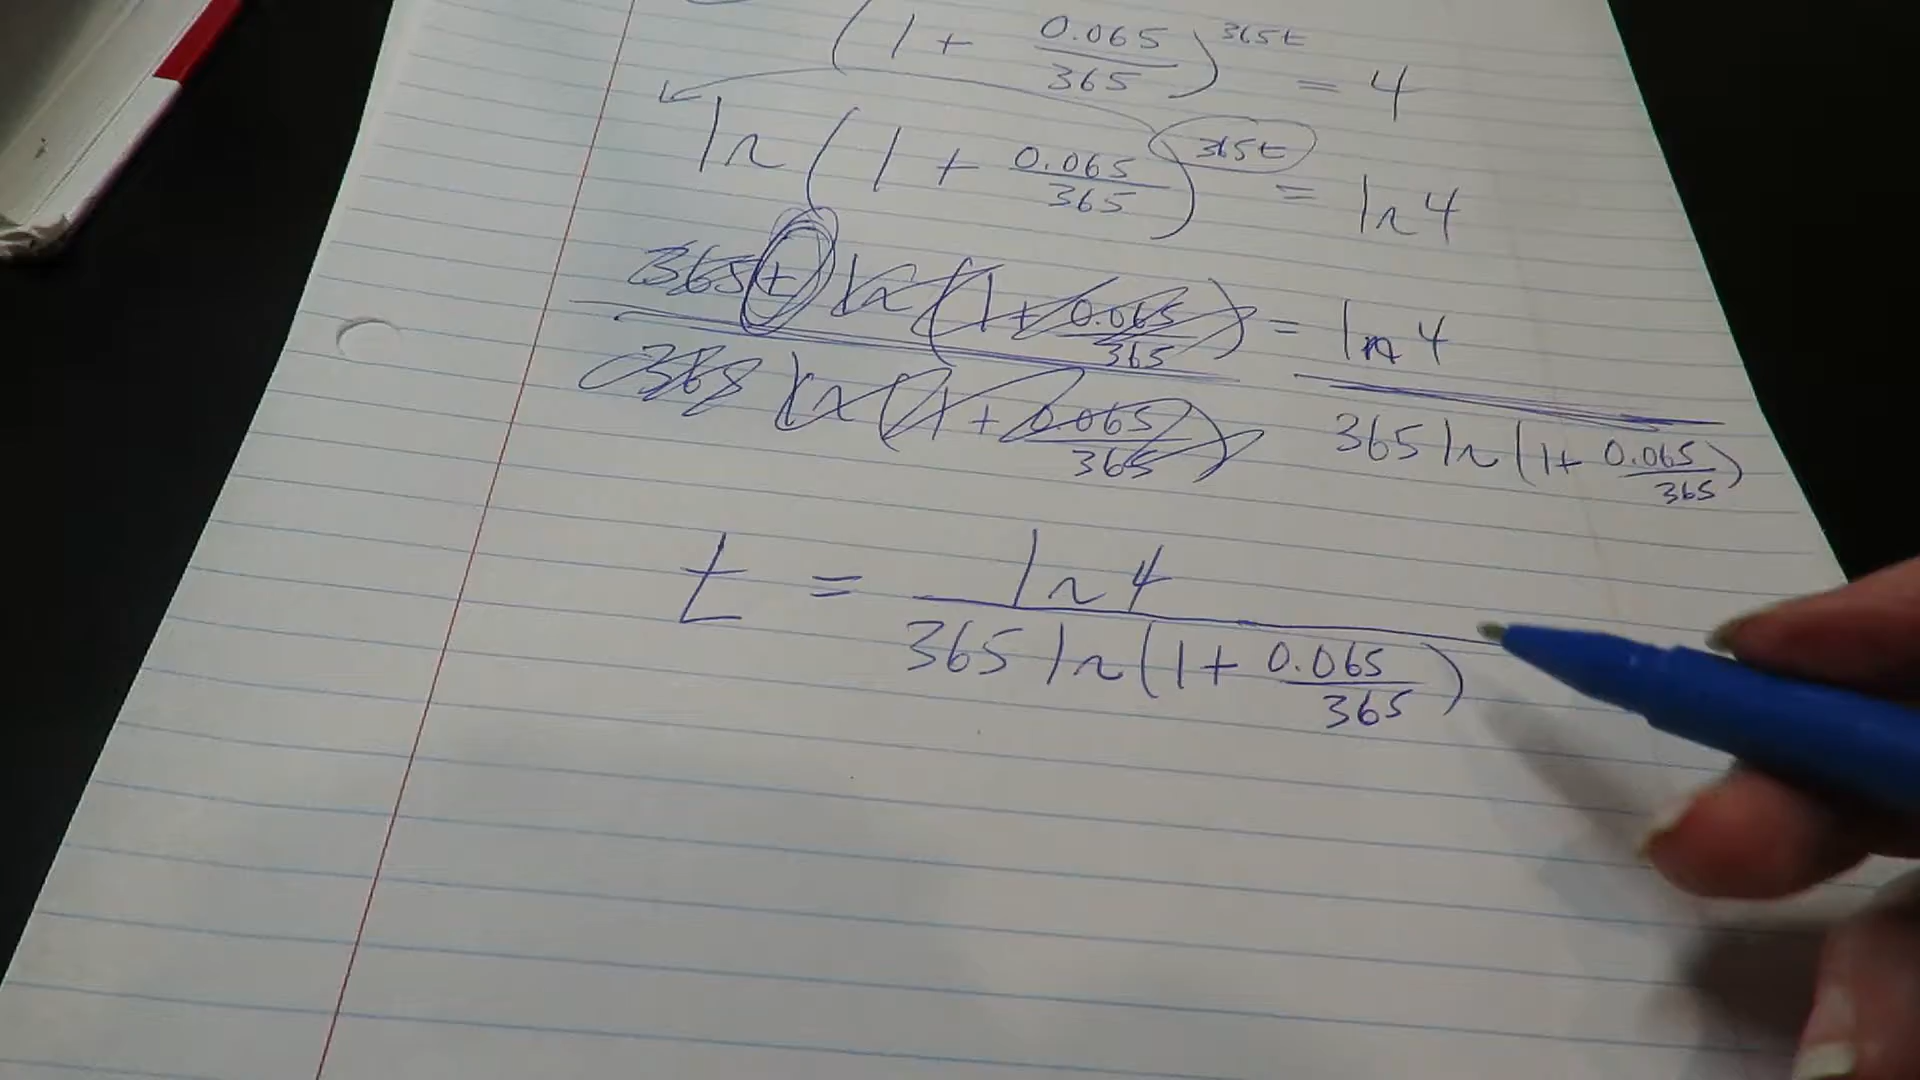 (1 + 0.065/365)^365t = 4
ln(1 + 0.065/365)^365t = ln 4
365t ln(1 + 0.065/365) / 365 ln(1 + 0.065/365) = ln 4 / 365 ln(1 + 0.065/365)
t = ln 4 / 365 ln(1 + 0.065/365)